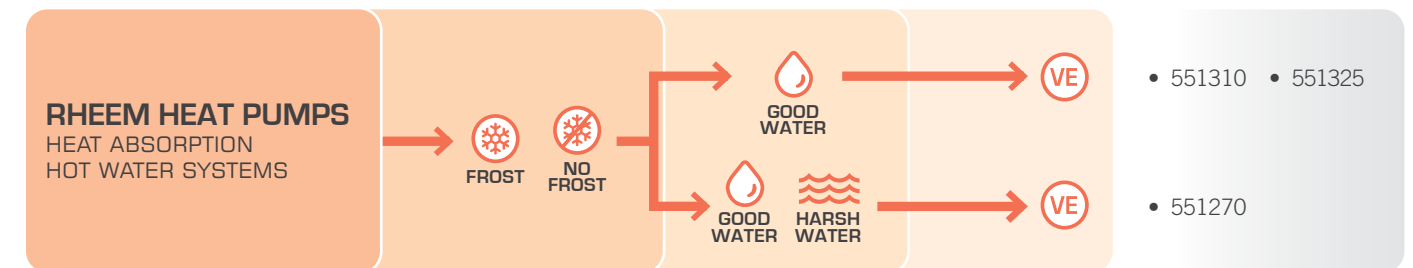 RHEEM HEAT PUMPS
HEAT ABSORPTION
HOT WATER SYSTEMS
FROST
NO
FROST
GOOD
WATER
VE
• 551310 • 551325
GOOD
WATER
HARSH
WATER
VE
• 551270